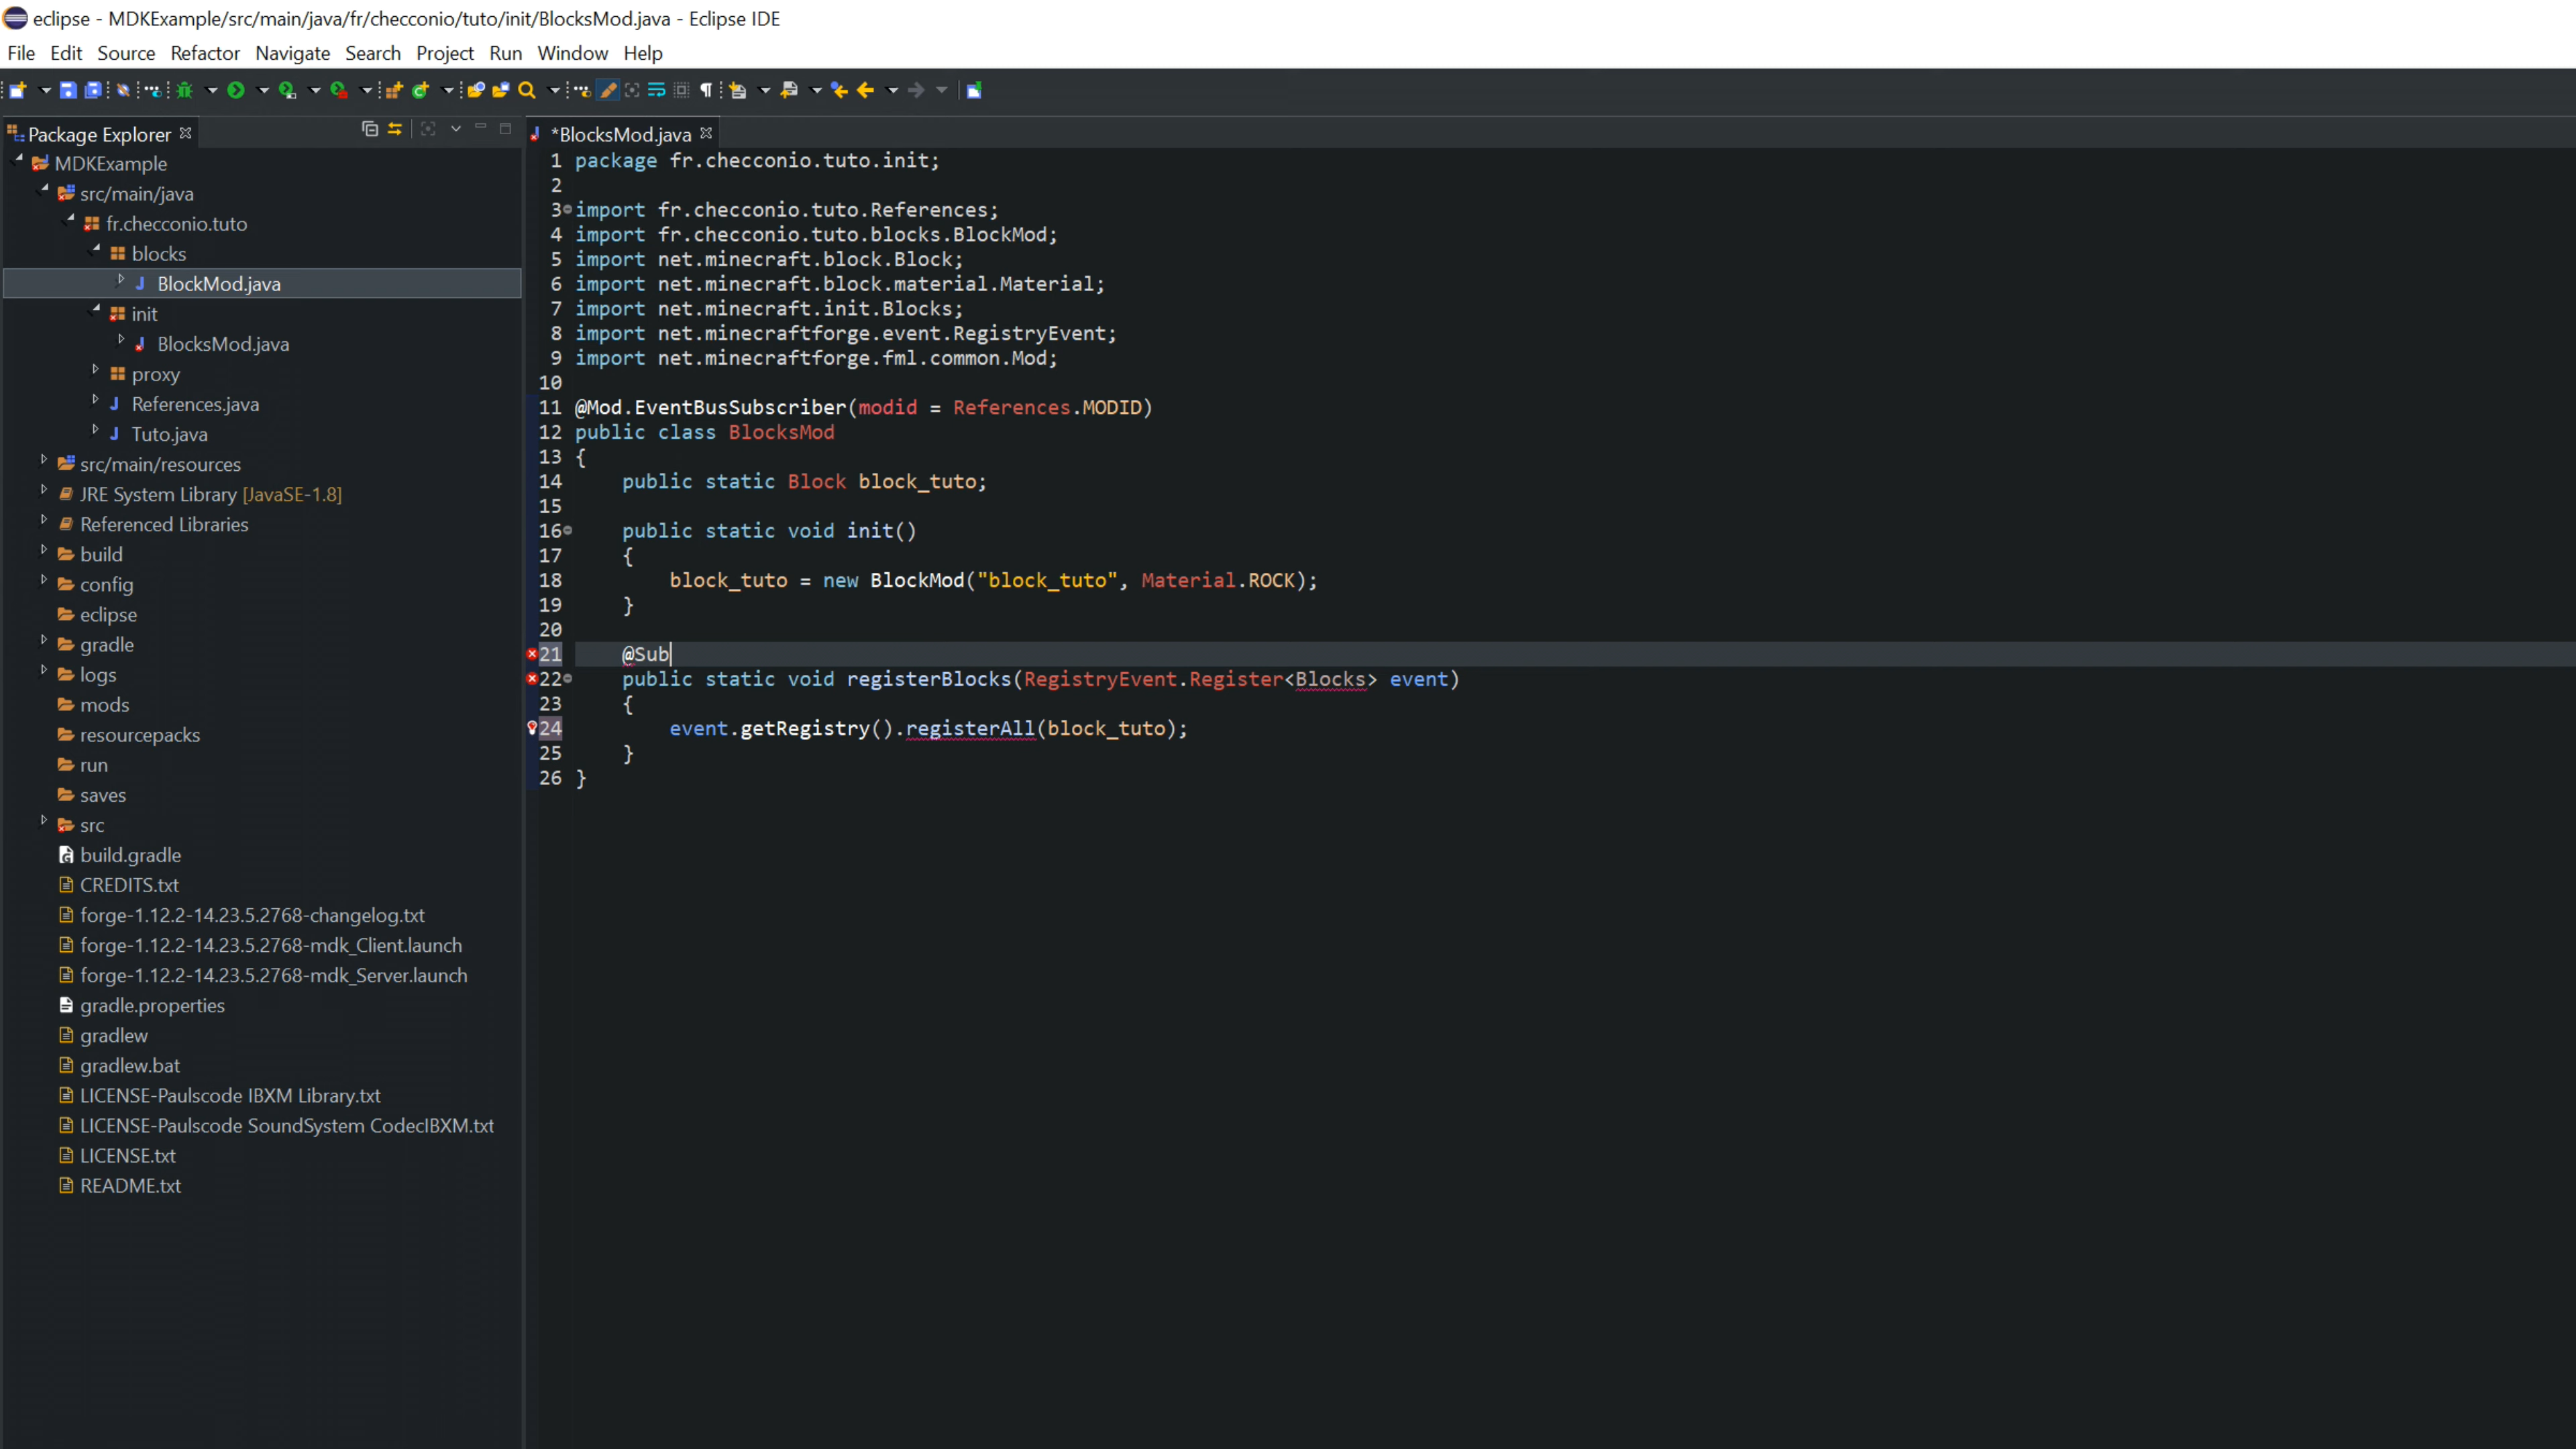 eclipse - MDKExample/src/main/java/fr/checconio/tuto/init/BlocksMod.java - Eclipse IDE
File Edit Source Refactor Navigate Search Project Run Window Help
Package Explorer
MDKExample
src/main/java
fr.checconio.tuto
blocks
BlockMod.java
init
BlocksMod.java
proxy
References.java
Tuto.java
src/main/resources
JRE System Library [JavaSE-1.8]
Referenced Libraries
build
config
eclipse
gradle
logs
mods
resourcepacks
run
saves
src
build.gradle
CREDITS.txt
forge-1.12.2-14.23.5.2768-changelog.txt
forge-1.12.2-14.23.5.2768-mdk_Client.launch
forge-1.12.2-14.23.5.2768-mdk_Server.launch
gradle.properties
gradlew
gradlew.bat
LICENSE-Paulscode IBXM Library.txt
LICENSE-Paulscode SoundSystem CodecIBXM.txt
LICENSE.txt
README.txt
*BlocksMod.java
1 package fr.checconio.tuto.init;
2
3 import fr.checconio.tuto.References;
4 import fr.checconio.tuto.blocks.BlockMod;
5 import net.minecraft.block.Block;
6 import net.minecraft.block.material.Material;
7 import net.minecraft.init.Blocks;
8 import net.minecraftforge.event.RegistryEvent;
9 import net.minecraftforge.fml.common.Mod;
10
11 @Mod.EventBusSubscriber(modid = References.MODID)
12 public class BlocksMod
13 {
14 public static Block block_tuto;
15
16 public static void init()
17 {
18 block_tuto = new BlockMod("block_tuto", Material.ROCK);
19 }
20
21 @Sub
22 public static void registerBlocks(RegistryEvent.Register<Blocks> event)
23 {
24 event.getRegistry().registerAll(block_tuto);
25 }
26 }